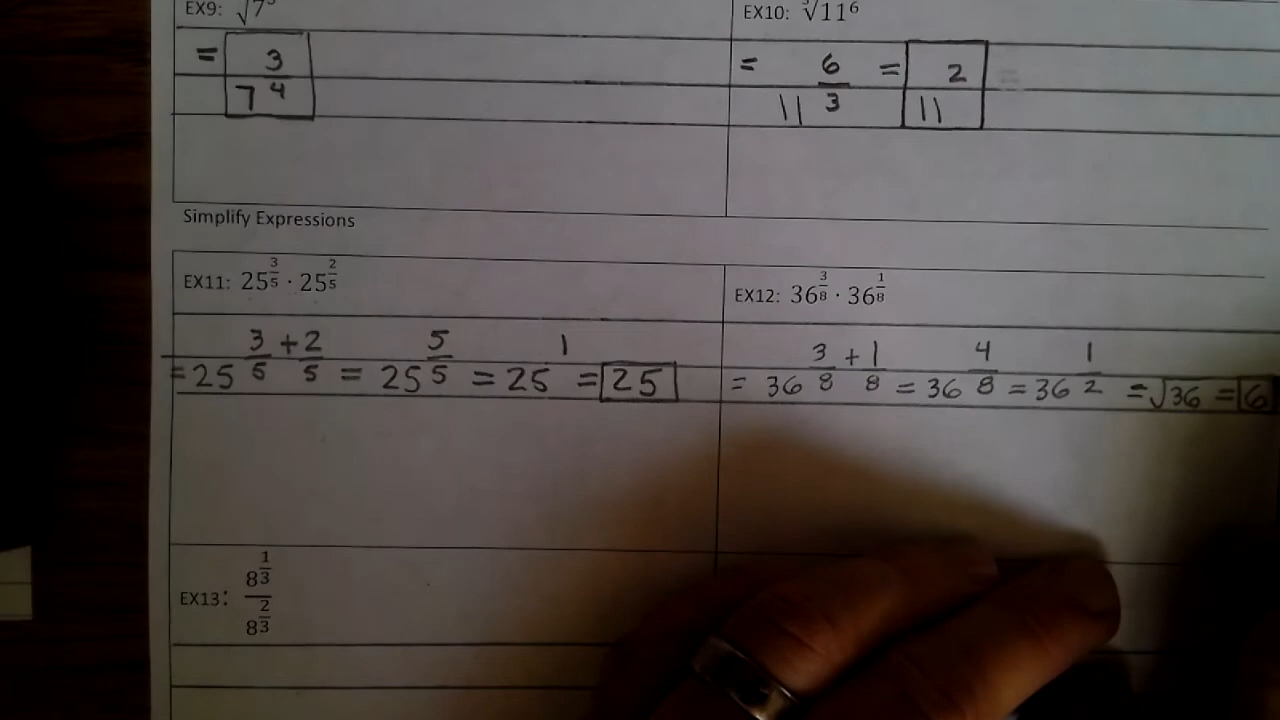 EX9: √7³
EX10: ∛11⁶
= 7^(3/4)
= 11^(6/3) = 11^2
Simplify Expressions
EX11: 25^(3/5) · 25^(2/5)
EX12: 36^(3/8) · 36^(1/8)
= 25^(3/5 + 2/5) = 25^(5/5) = 25^1 = 25
= 36^(3/8 + 1/8) = 36^(4/8) = 36^(1/2) = √36 = 6
EX13: 8^(1/3) / 8^(2/3)